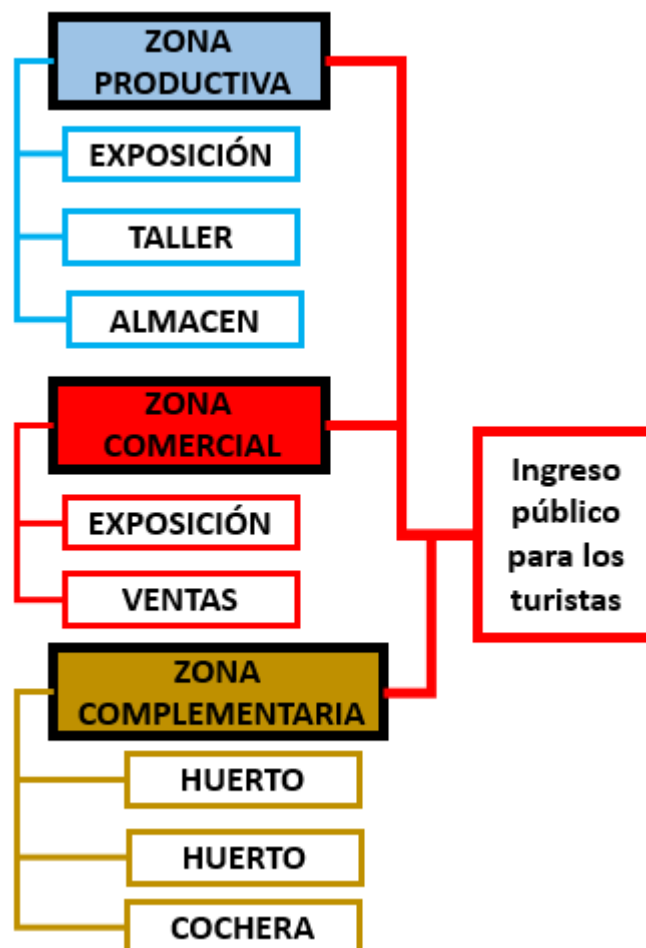 ZONA
PRODUCTIVA
EXPOSICIÓN
TALLER
ALMACEN
ZONA
COMERCIAL
EXPOSICIÓN
VENTAS
ZONA
COMPLEMENTARIA
HUERTO
HUERTO
COCHERA
Ingreso
público
para los
turistas